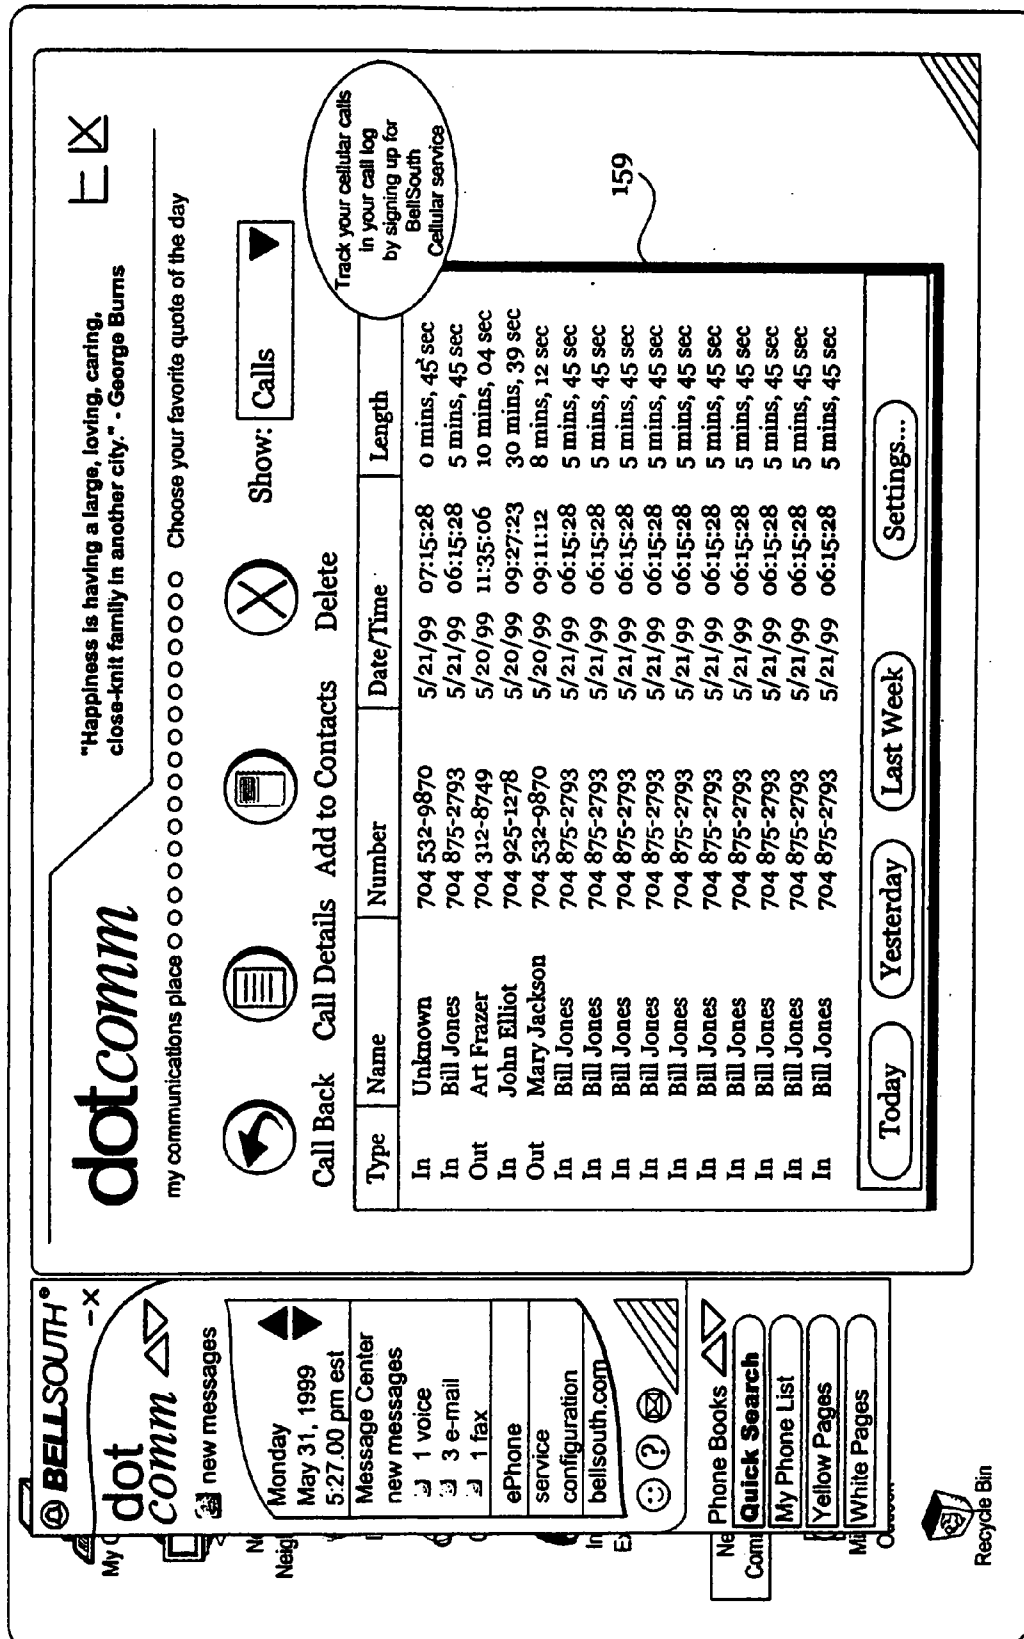 BELLSOUTH®
– X
dot
comm
new messages
Monday
May 31, 1999
5:27.00 pm est
Message Center
new messages
1 voice
3 e-mail
1 fax
ePhone
service
configuration
bellsouth.com
Phone Books
Quick Search
My Phone List
Yellow Pages
White Pages
Recycle Bin
dotcomm
"Happiness is having a large, loving, caring,
close-knit family in another city." - George Burns
my communications place
Choose your favorite quote of the day
Call Back Call Details Add to Contacts Delete
Show: Calls
Track your cellular calls
in your call log
by signing up for
BellSouth
Cellular service
Type Name Number Date/Time Length
In Unknown 704 532-9870 5/21/99 07:15:28 0 mins, 45 sec
In Bill Jones 704 875-2793 5/21/99 06:15:28 5 mins, 45 sec
Out Art Frazer 704 312-8749 5/20/99 11:35:06 10 mins, 04 sec
In John Elliot 704 925-1278 5/20/99 09:27:23 30 mins, 39 sec
Out Mary Jackson 704 532-9870 5/20/99 09:11:12 8 mins, 12 sec
In Bill Jones 704 875-2793 5/21/99 06:15:28 5 mins, 45 sec
In Bill Jones 704 875-2793 5/21/99 06:15:28 5 mins, 45 sec
In Bill Jones 704 875-2793 5/21/99 06:15:28 5 mins, 45 sec
In Bill Jones 704 875-2793 5/21/99 06:15:28 5 mins, 45 sec
In Bill Jones 704 875-2793 5/21/99 06:15:28 5 mins, 45 sec
In Bill Jones 704 875-2793 5/21/99 06:15:28 5 mins, 45 sec
In Bill Jones 704 875-2793 5/21/99 06:15:28 5 mins, 45 sec
In Bill Jones 704 875-2793 5/21/99 06:15:28 5 mins, 45 sec
In Bill Jones 704 875-2793 5/21/99 06:15:28 5 mins, 45 sec
In Bill Jones 704 875-2793 5/21/99 06:15:28 5 mins, 45 sec
Today Yesterday Last Week Settings...
159